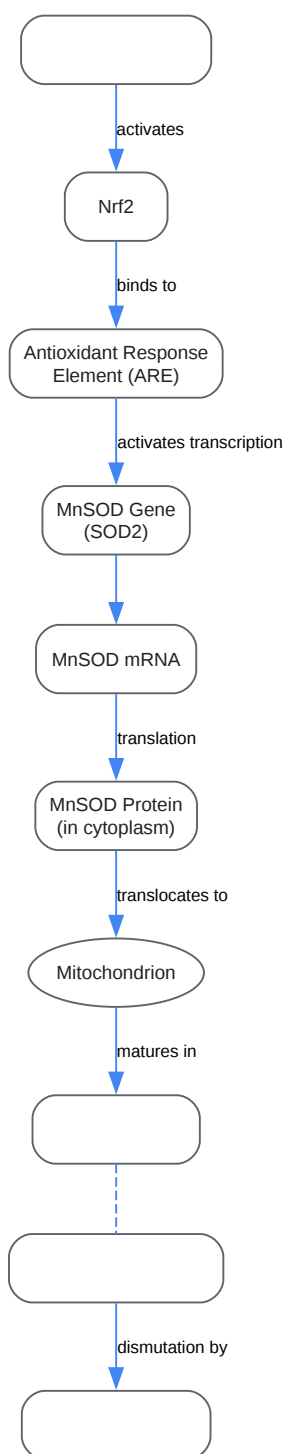 activates
Nrf2
binds to
Antioxidant Response
Element (ARE)
activates transcription
MnSOD Gene
(SOD2)
MnSOD mRNA
translation
MnSOD Protein
(in cytoplasm)
translocates to
Mitochondrion
matures in
dismutation by